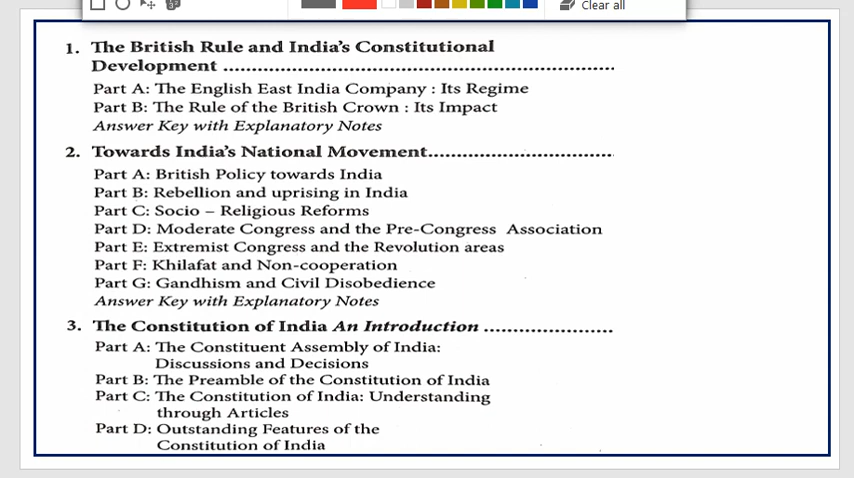 Clear all
1. The British Rule and India's Constitutional
Development ................................................................
Part A: The English East India Company : Its Regime
Part B: The Rule of the British Crown : Its Impact
Answer Key with Explanatory Notes
2. Towards India's National Movement..............................
Part A: British Policy towards India
Part B: Rebellion and uprising in India
Part C: Socio – Religious Reforms
Part D: Moderate Congress and the Pre-Congress Association
Part E: Extremist Congress and the Revolution areas
Part F: Khilafat and Non-cooperation
Part G: Gandhism and Civil Disobedience
Answer Key with Explanatory Notes
3. The Constitution of India An Introduction .....................
Part A: The Constituent Assembly of India:
Discussions and Decisions
Part B: The Preamble of the Constitution of India
Part C: The Constitution of India: Understanding
through Articles
Part D: Outstanding Features of the
Constitution of India